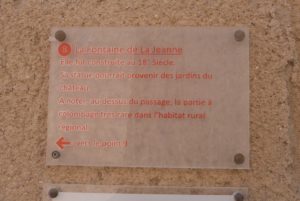 La Fontaine de La Jeanne
Elle fut construite au 18° Siècle.
Sa statue pourrait provenir des jardins du
château.
A noter : au dessus du passage, la partie à
colombage très rare dans l'habitat rural
régional.
vers le point